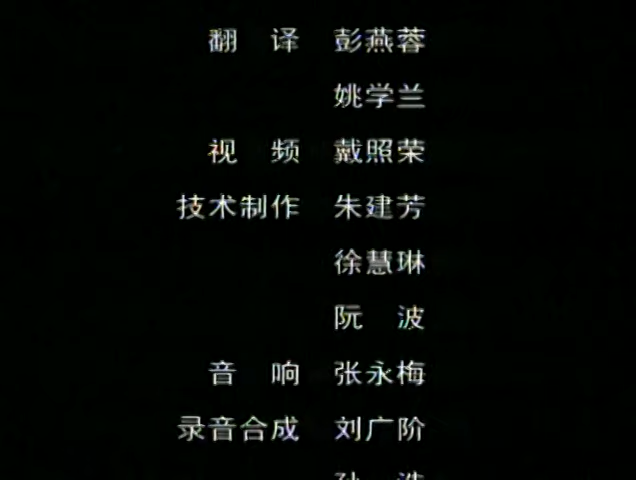 翻 译 彭燕蓉
姚学兰
视 频 戴照荣
技术制作 朱建芳
徐慧琳
阮 波
音 响 张永梅
录音合成 刘广阶